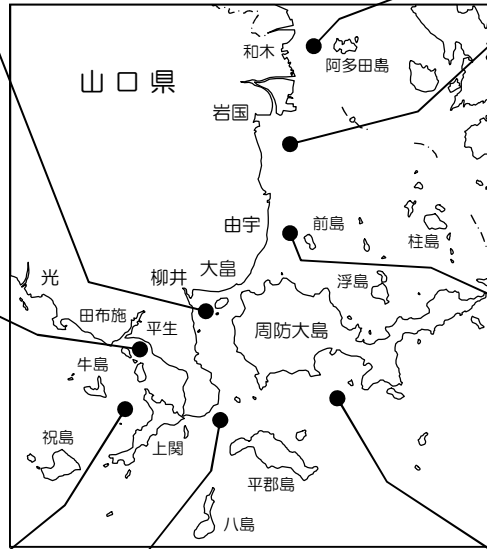 和木
阿多田島
山口県
岩国
由宇
前島
柱島
光
柳井
大畠
浮島
田布施
平生
周防大島
牛島
祝島
上関
平郡島
八島